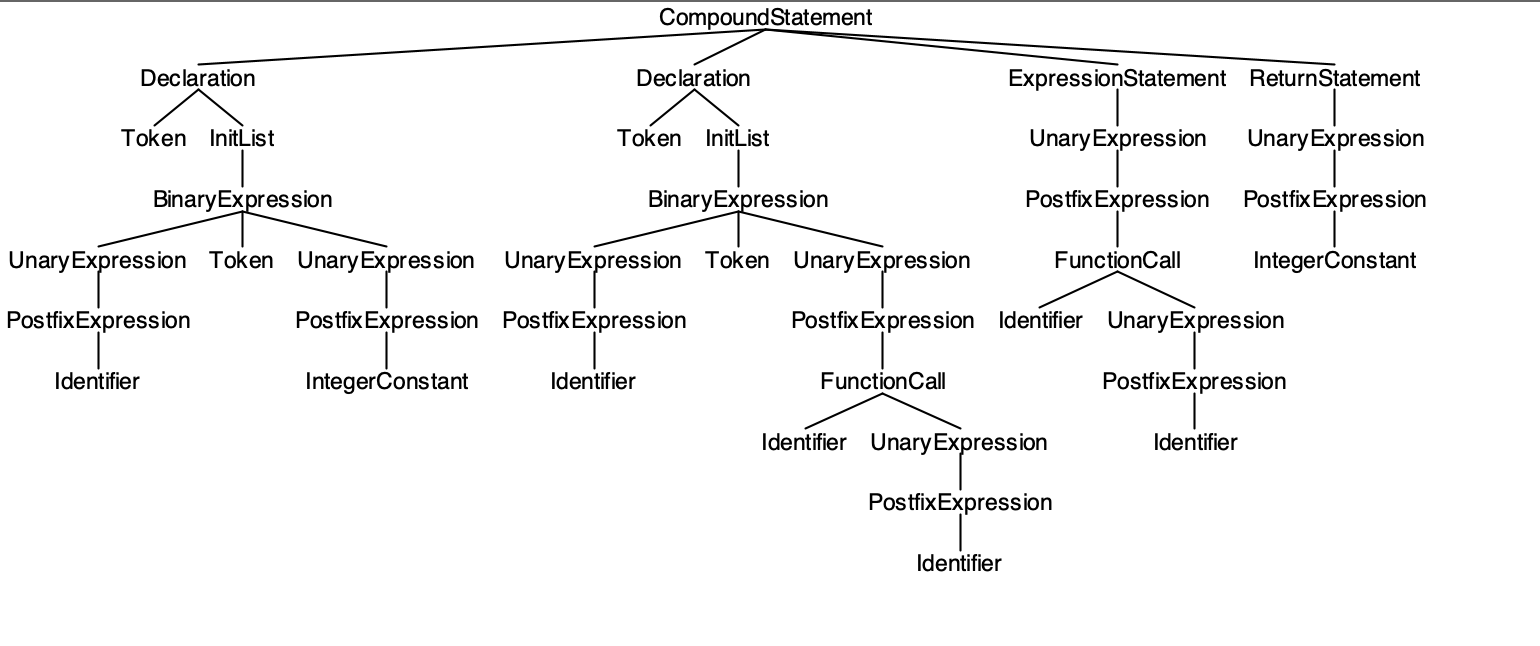 CompoundStatement
Declaration Declaration ExpressionStatement ReturnStatement
Token InitList Token InitList UnaryExpression UnaryExpression
BinaryExpression BinaryExpression PostfixExpression PostfixExpression
UnaryExpression Token UnaryExpression UnaryExpression Token UnaryExpression FunctionCall IntegerConstant
PostfixExpression PostfixExpression PostfixExpression PostfixExpression Identifier UnaryExpression
Identifier IntegerConstant Identifier FunctionCall PostfixExpression
Identifier UnaryExpression Identifier
PostfixExpression
Identifier